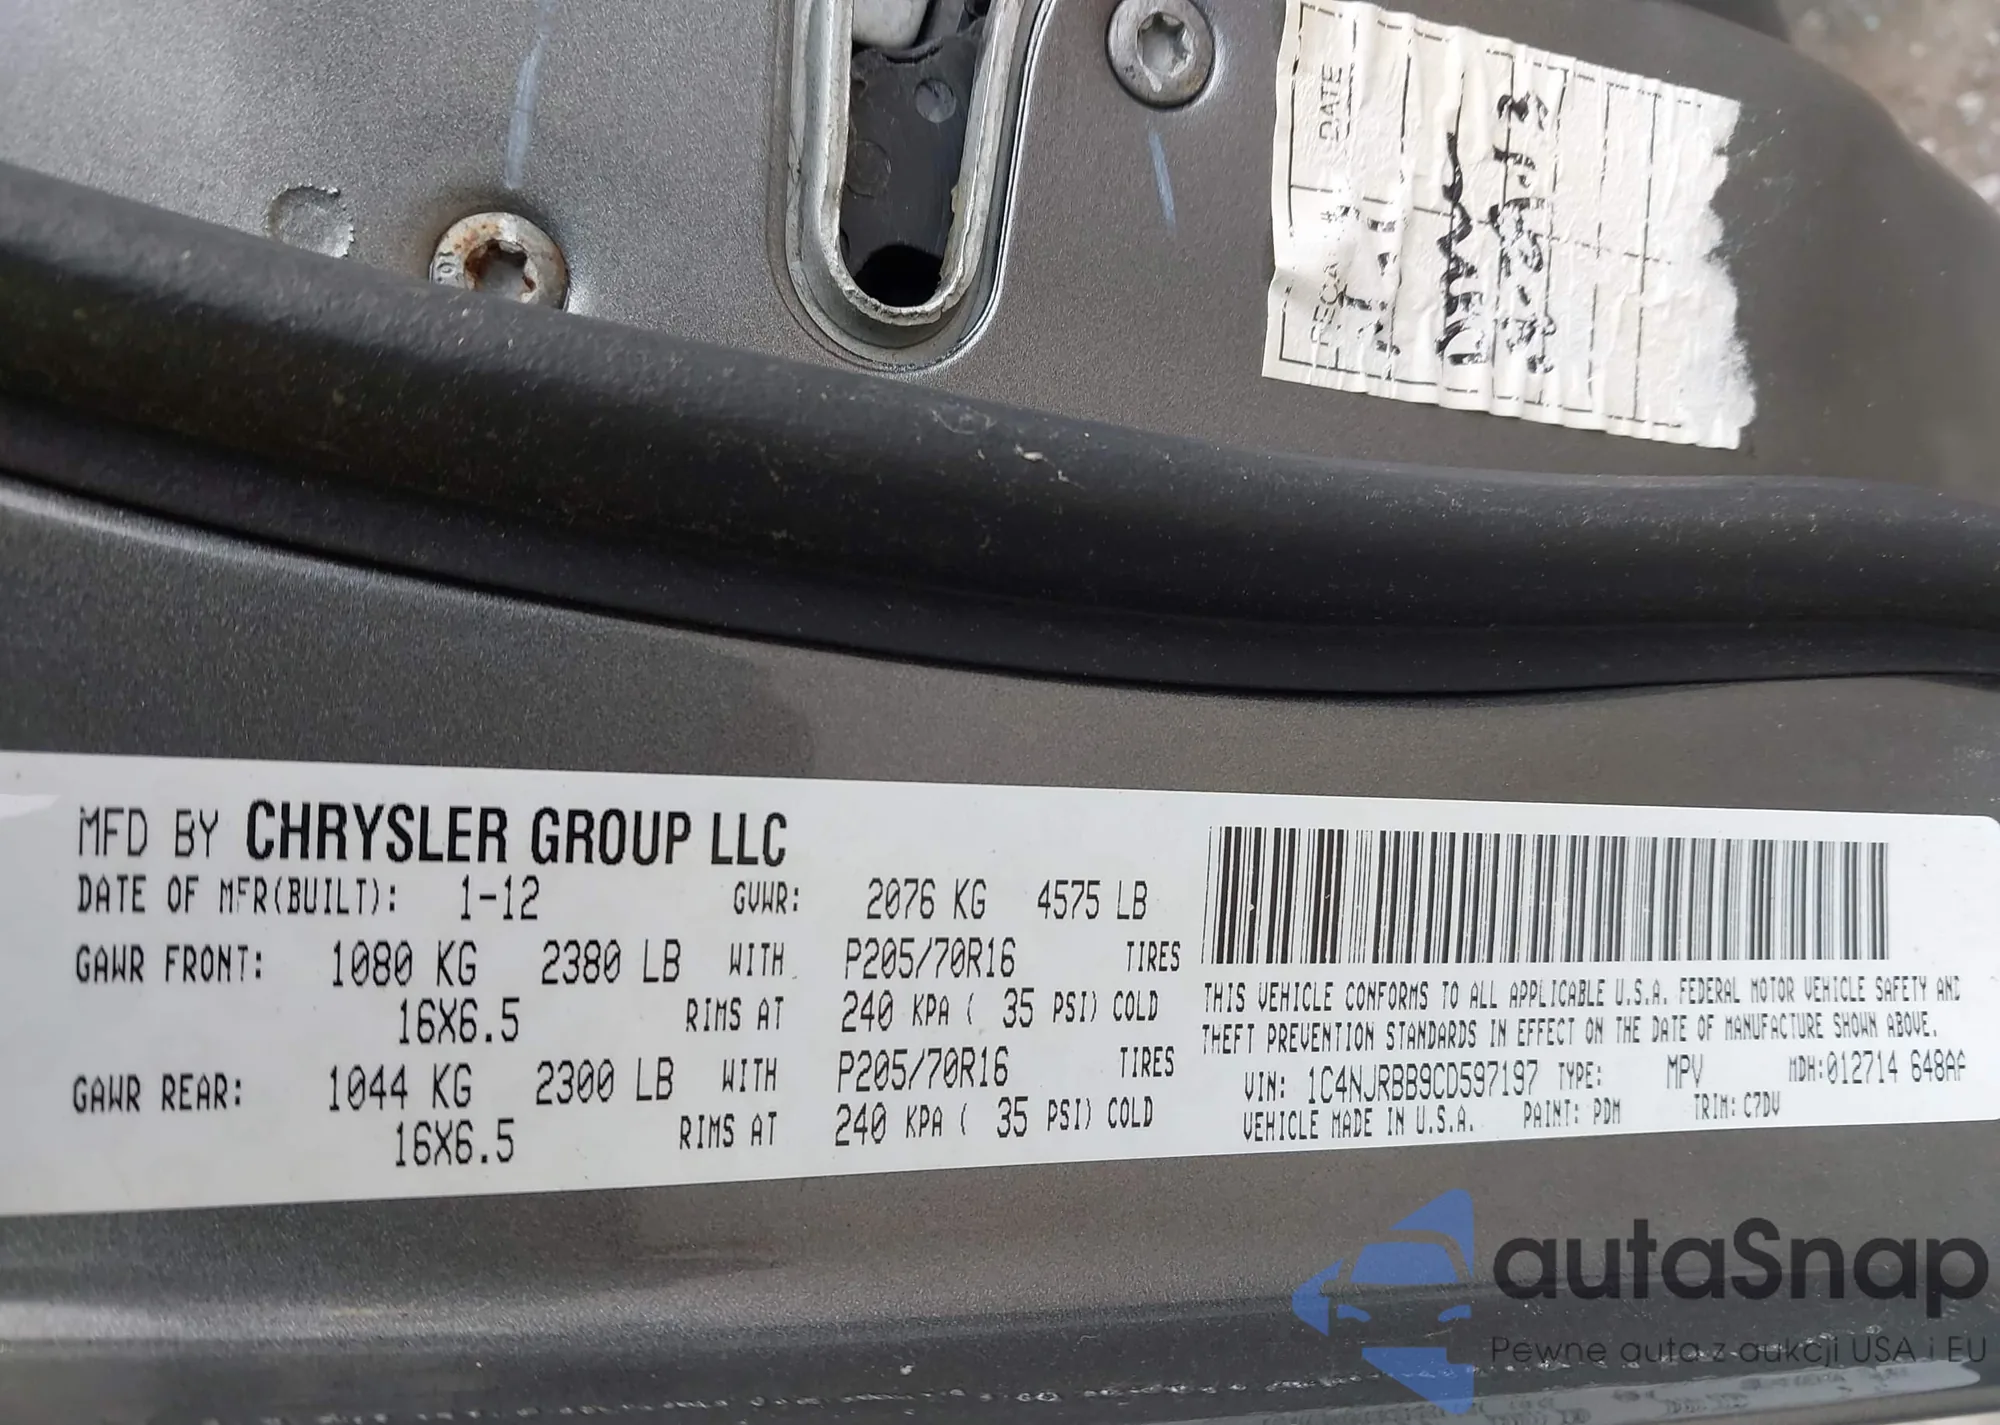 DATE
MFD BY CHRYSLER GROUP LLC
DATE OF MFR(BUILT): 1-12 GVWR: 2076 KG 4575 LB
GAWR FRONT: 1080 KG 2380 LB WITH P205/70R16 TIRES
16X6.5 RIMS AT 240 KPA ( 35 PSI) COLD
GAWR REAR: 1044 KG 2300 LB WITH P205/70R16 TIRES
16X6.5 RIMS AT 240 KPA ( 35 PSI) COLD
THIS VEHICLE CONFORMS TO ALL APPLICABLE U.S.A. FEDERAL MOTOR VEHICLE SAFETY AND
THEFT PREVENTION STANDARDS IN EFFECT ON THE DATE OF MANUFACTURE SHOWN ABOVE.
VIN: 1C4NJRBB9CD597197 TYPE: MPV MDH:012714 648AA
VEHICLE MADE IN U.S.A. PAINT: PDM TRIM: C7DV
autaSnap
Pewne auta z aukcji USA i EU